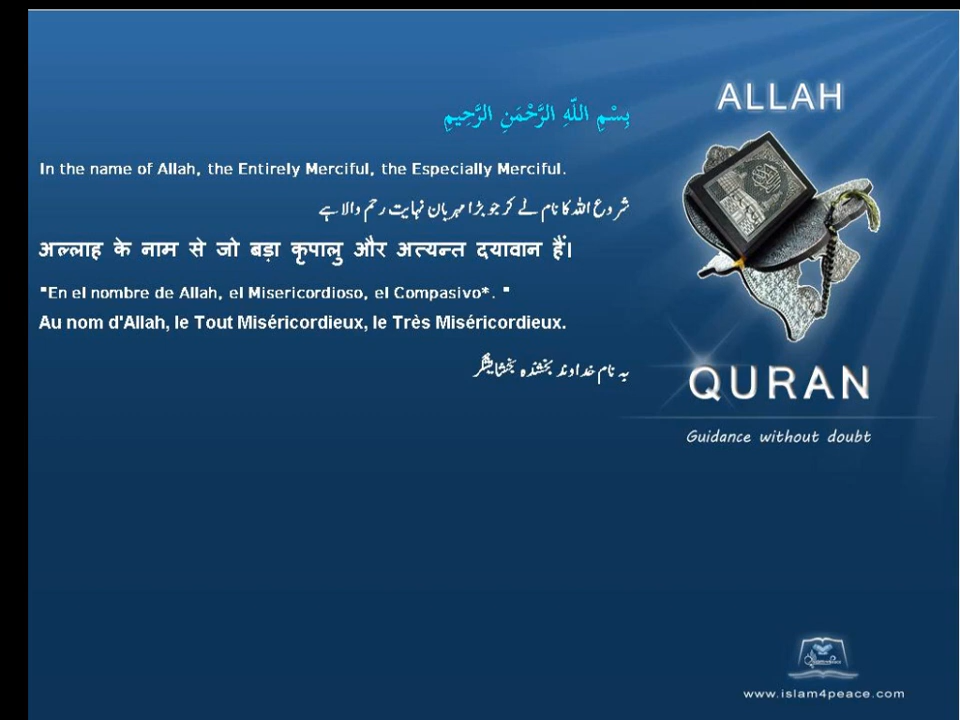 بِسْمِ اللّهِ الرَّحْمَنِ الرَّحِيمِ
In the name of Allah, the Entirely Merciful, the Especially Merciful.
شروع الله کا نام لے کر جو بڑا مہربان نہایت رحم والا ہے
अल्लाह के नाम से जो बड़ा कृपालु और अत्यन्त दयावान हैं।
"En el nombre de Allah, el Misericordioso, el Compasivo*. "
Au nom d'Allah, le Tout Miséricordieux, le Très Miséricordieux.
به نام خداوند بخشنده بخشایشگر
ALLAH
QURAN
Guidance without doubt
www.islam4peace.com